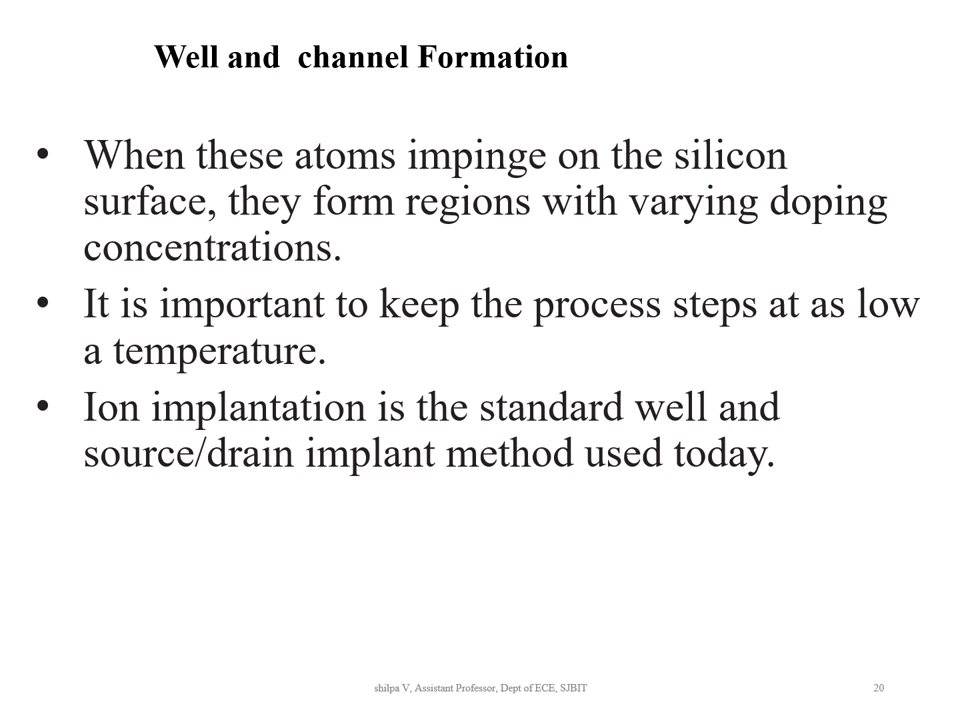 Well and  channel Formation
• When these atoms impinge on the silicon
surface, they form regions with varying doping
concentrations.
• It is important to keep the process steps at as low
a temperature.
• Ion implantation is the standard well and
source/drain implant method used today.
shilpa V, Assistant Professor, Dept of ECE, SJBIT
20